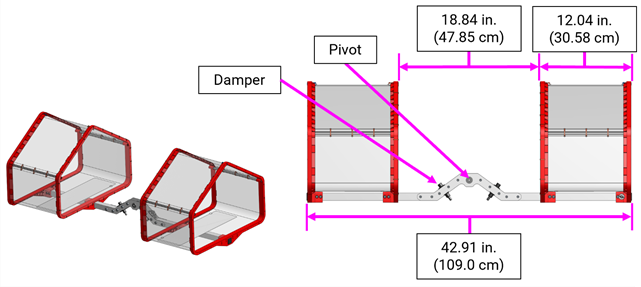 18.84 in.
(47.85 cm)
12.04 in.
(30.58 cm)
Pivot
Damper
42.91 in.
(109.0 cm)